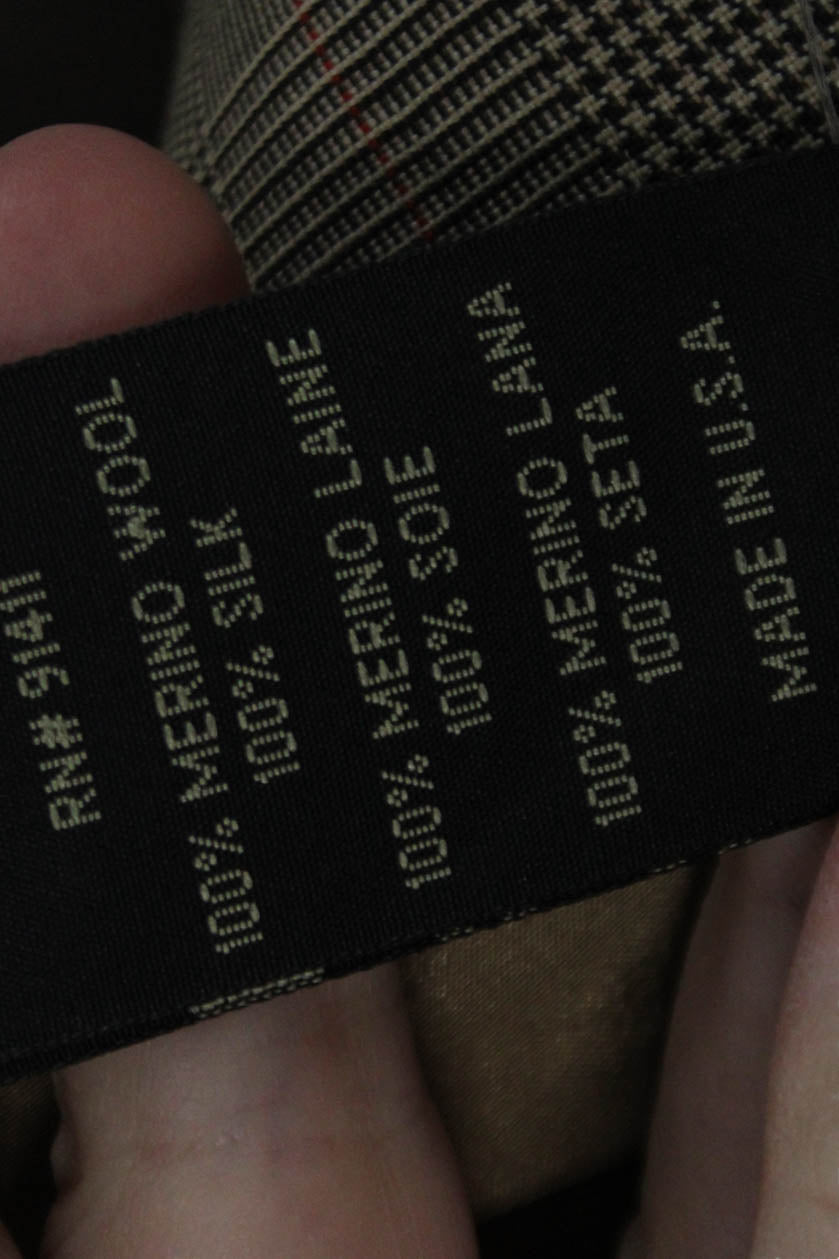 RN# 91411
100% MERINO WOOL
100% SILK
100% MERINO LAINE
100% SOIE
100% MERINO LANA
100% SETA
MADE IN U.S.A.